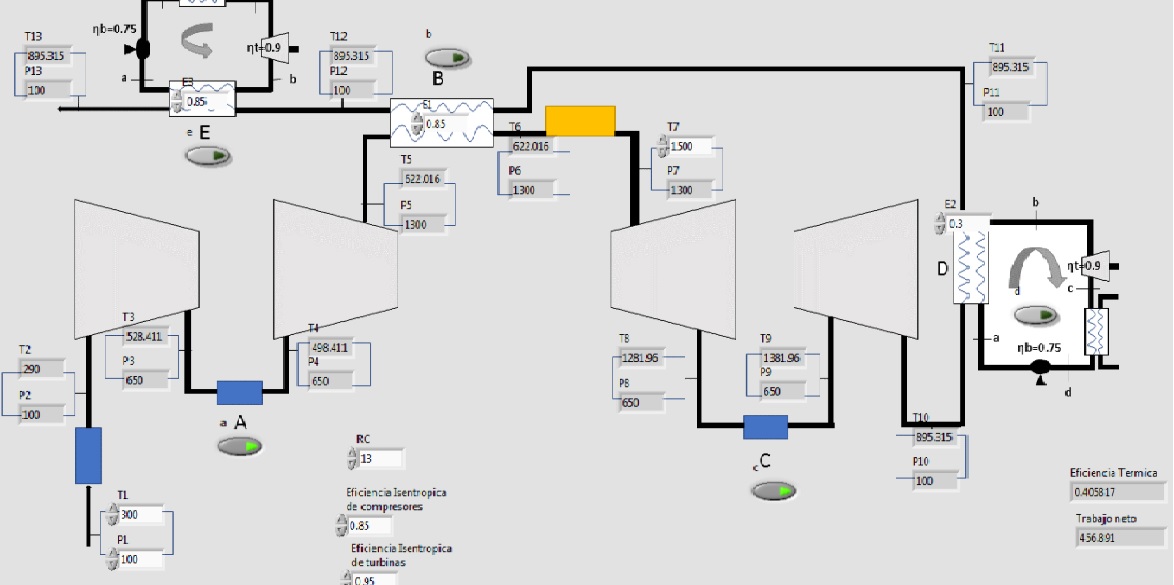 ηb=0.75
ηt=0.9
a
b
E3
0.85
e E
T13
895.315
P13
100
T12
895.315
P12
100
b
B
E1
0.85
T11
895.315
P11
100
T5
622.016
P5
1300
T6
622.016
P6
1300
T7
1500
P7
1300
E2
0.3
D
b
ηt=0.9
c
d
a
ηb=0.75
d
T2
290
P2
100
T3
528.411
P3
650
T4
498.411
P4
650
a A
T8
1281.96
P8
650
T9
1381.96
P9
650
c C
T10
895.315
P10
100
T1
300
P1
100
RC
13
Eficiencia Isentropica
de compresores
0.85
Eficiencia Isentropica
de turbinas
0.95
Eficiencia Termica
0.405817
Trabajo neto
456.891